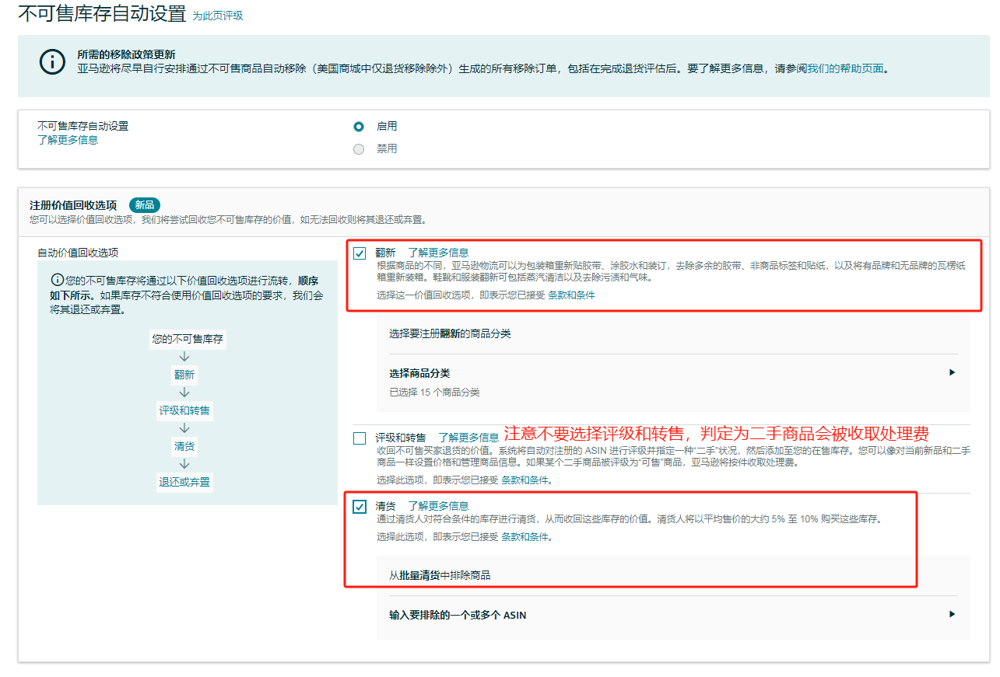 不可售库存自动设置 为此页评级
所需的移除政策更新
亚马逊将尽早自行安排通过不可售商品自动移除（美国商城中仅退货移除除外）生成的所有移除订单，包括在完成退货评估后。要了解更多信息，请参阅我们的帮助页面。
不可售库存自动设置
了解更多信息
启用
禁用
注册价值回收选项 新品
您可以选择价值回收选项，我们将尝试回收您不可售库存的价值，如无法回收则将其退还或弃置。
自动价值回收选项
您的不可售库存将通过以下价值回收选项进行流转，顺序
如下所示。如果库存不符合使用价值回收选项的要求，我们会
将其退还或弃置。
您的不可售库存
翻新
评级和转售
清货
退还或弃置
翻新 了解更多信息
根据商品的不同，亚马逊物流可以为包装箱重新贴胶带、涂胶水和装订，去除多余的胶带、非商品标签和贴纸，以及将有品牌和无品牌的瓦楞纸
箱重新装箱。鞋靴和服装翻新可包括蒸汽清洁以及去除污渍和气味。
选择这一价值回收选项，即表示您已接受 条款和条件
选择要注册翻新的商品分类
选择商品分类
已选择 15 个商品分类
评级和转售 了解更多信息 注意不要选择评级和转售，判定为二手商品会被收取处理费
收回不可售买家退货的价值。系统将自动对注册的 ASIN 进行评级并指定一种“二手”状况，然后添加至您的在售库存。您可以像对当前新品和二手
商品一样设置价格和管理商品信息。如果某个二手商品被评级为“可售”商品，亚马逊将按件收取处理费。
选择此选项，即表示您已接受 条款和条件。
清货 了解更多信息
通过清货人对符合条件的库存进行清货，从而收回这些库存的价值。清货人将以平均售价的大约 5% 至 10% 购买这些库存。
选择此选项，即表示您已接受 条款和条件。
从批量清货中排除商品
输入要排除的一个或多个 ASIN